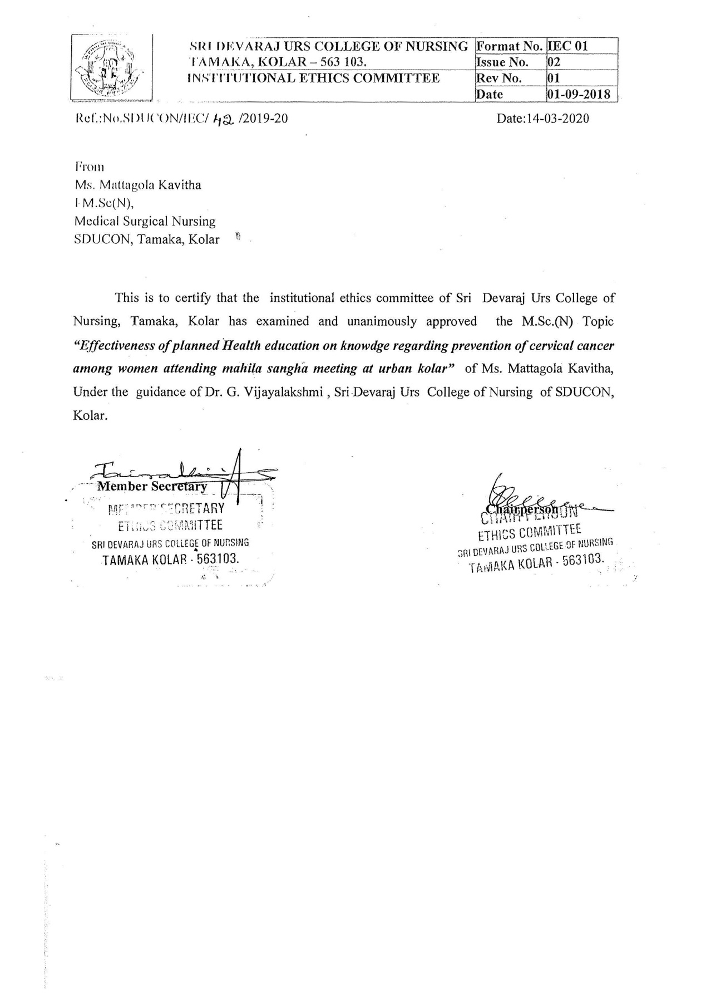 SRI DEVARAJ URS COLLEGE OF NURSING
TAMAKA, KOLAR – 563 103.
INSTITUTIONAL ETHICS COMMITTEE
Format No. IEC 01
Issue No. 02
Rev No. 01
Date 01-09-2018
Ref.:No.SDUCON/IEC/ 42 /2019-20 Date:14-03-2020
From
Ms. Mattagola Kavitha
I M.Sc(N),
Medical Surgical Nursing
SDUCON, Tamaka, Kolar
This is to certify that the institutional ethics committee of Sri Devaraj Urs College of
Nursing, Tamaka, Kolar has examined and unanimously approved the M.Sc.(N) Topic
“Effectiveness of planned Health education on knowdge regarding prevention of cervical cancer
among women attending mahila sangha meeting at urban kolar” of Ms. Mattagola Kavitha,
Under the guidance of Dr. G. Vijayalakshmi , Sri Devaraj Urs College of Nursing of SDUCON,
Kolar.
Member Secretary
MEMBER SECRETARY
ETHICS COMMITTEE
SRI DEVARAJ URS COLLEGE OF NURSING
TAMAKA KOLAR - 563103.
Chairperson
CHAIR PERSON
ETHICS COMMITTEE
SRI DEVARAJ URS COLLEGE OF NURSING
TAMAKA KOLAR - 563103.